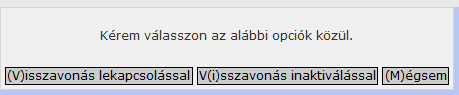 Kérem válasszon az alábbi opciók közül.
(V)isszavonás lekapcsolással V(i)sszavonás inaktiválással (M)égsem